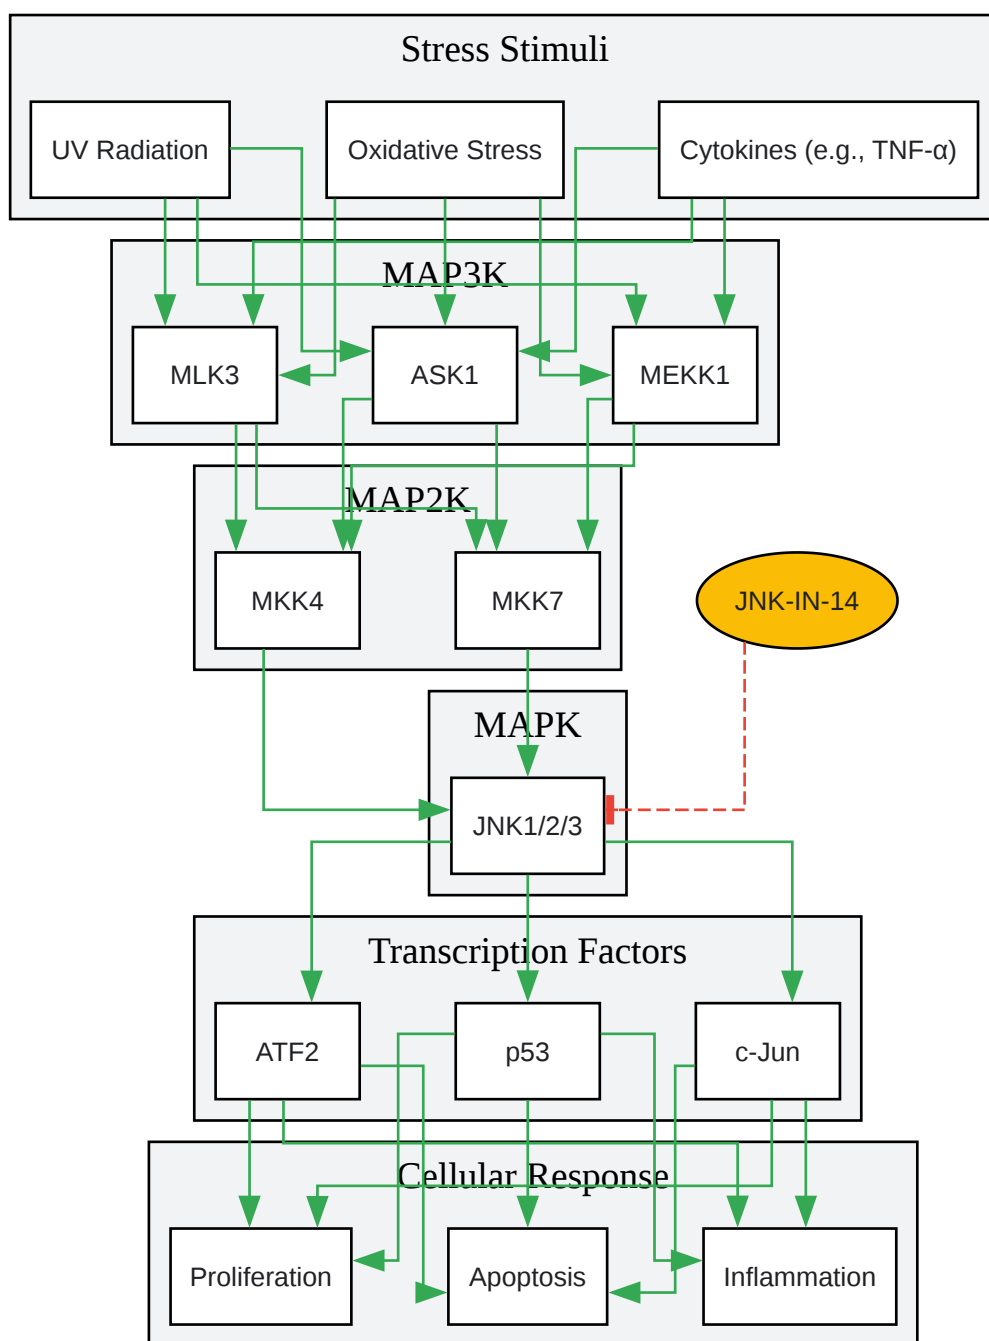 Stress Stimuli
UV Radiation
Oxidative Stress
Cytokines (e.g., TNF-α)
MAP3K
MLK3
ASK1
MEKK1
MAP2K
MKK4
MKK7
JNK-IN-14
MAPK
JNK1/2/3
Transcription Factors
ATF2
p53
c-Jun
Cellular Response
Proliferation
Apoptosis
Inflammation